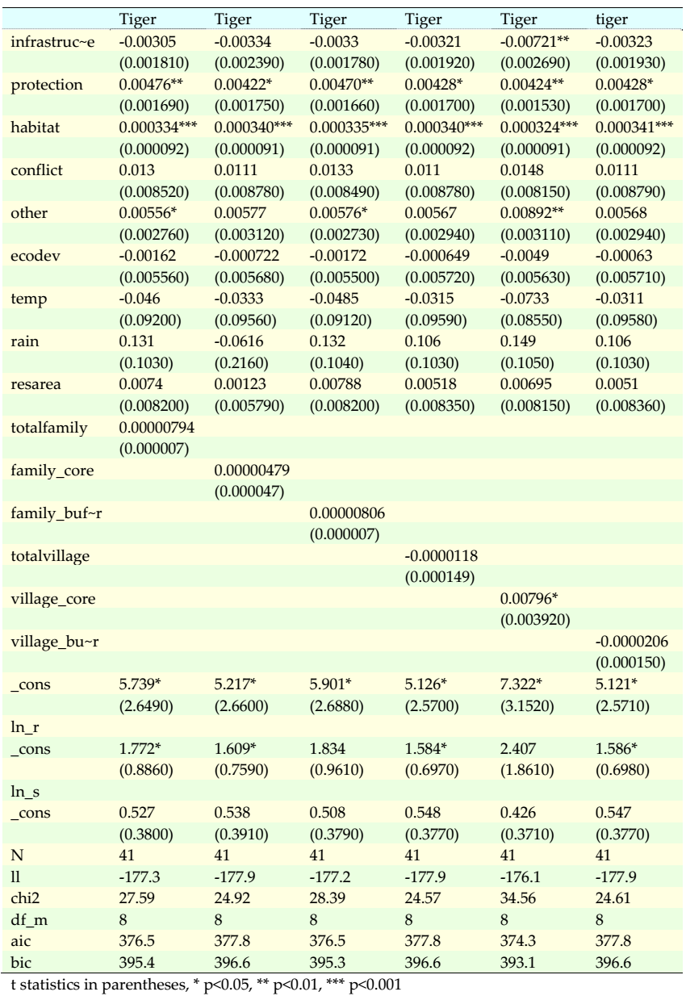 Tiger Tiger Tiger Tiger Tiger tiger
infrastruc~e -0.00305 -0.00334 -0.0033 -0.00321 -0.00721** -0.00323
(0.001810) (0.002390) (0.001780) (0.001920) (0.002690) (0.001930)
protection 0.00476** 0.00422* 0.00470** 0.00428* 0.00424** 0.00428*
(0.001690) (0.001750) (0.001660) (0.001700) (0.001530) (0.001700)
habitat 0.000334*** 0.000340*** 0.000335*** 0.000340*** 0.000324*** 0.000341***
(0.000092) (0.000091) (0.000091) (0.000092) (0.000091) (0.000092)
conflict 0.013 0.0111 0.0133 0.011 0.0148 0.0111
(0.008520) (0.008780) (0.008490) (0.008780) (0.008150) (0.008790)
other 0.00556* 0.00577 0.00576* 0.00567 0.00892** 0.00568
(0.002760) (0.003120) (0.002730) (0.002940) (0.003110) (0.002940)
ecodev -0.00162 -0.000722 -0.00172 -0.000649 -0.0049 -0.00063
(0.005560) (0.005680) (0.005500) (0.005720) (0.005630) (0.005710)
temp -0.046 -0.0333 -0.0485 -0.0315 -0.0733 -0.0311
(0.09200) (0.09560) (0.09120) (0.09590) (0.08550) (0.09580)
rain 0.131 -0.0616 0.132 0.106 0.149 0.106
(0.1030) (0.2160) (0.1040) (0.1030) (0.1050) (0.1030)
resarea 0.0074 0.00123 0.00788 0.00518 0.00695 0.0051
(0.008200) (0.005790) (0.008200) (0.008350) (0.008150) (0.008360)
totalfamily 0.00000794
(0.000007)
family_core 0.00000479
(0.000047)
family_buf~r 0.00000806
(0.000007)
totalvillage -0.0000118
(0.000149)
village_core 0.00796*
(0.003920)
village_bu~r -0.0000206
(0.000150)
_cons 5.739* 5.217* 5.901* 5.126* 7.322* 5.121*
(2.6490) (2.6600) (2.6880) (2.5700) (3.1520) (2.5710)
ln_r
_cons 1.772* 1.609* 1.834 1.584* 2.407 1.586*
(0.8860) (0.7590) (0.9610) (0.6970) (1.8610) (0.6980)
ln_s
_cons 0.527 0.538 0.508 0.548 0.426 0.547
(0.3800) (0.3910) (0.3790) (0.3770) (0.3710) (0.3770)
N 41 41 41 41 41 41
ll -177.3 -177.9 -177.2 -177.9 -176.1 -177.9
chi2 27.59 24.92 28.39 24.57 34.56 24.61
df_m 8 8 8 8 8 8
aic 376.5 377.8 376.5 377.8 374.3 377.8
bic 395.4 396.6 395.3 396.6 393.1 396.6
t statistics in parentheses, * p<0.05, ** p<0.01, *** p<0.001